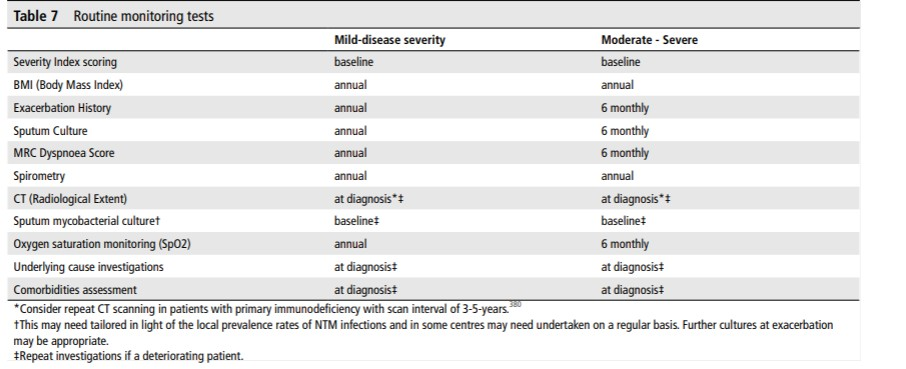 Table 7 Routine monitoring tests
Mild-disease severity Moderate - Severe
Severity Index scoring baseline baseline
BMI (Body Mass Index) annual annual
Exacerbation History annual 6 monthly
Sputum Culture annual 6 monthly
MRC Dyspnoea Score annual 6 monthly
Spirometry annual annual
CT (Radiological Extent) at diagnosis*‡ at diagnosis*‡
Sputum mycobacterial culture† baseline‡ baseline‡
Oxygen saturation monitoring (SpO2) annual 6 monthly
Underlying cause investigations at diagnosis‡ at diagnosis‡
Comorbidities assessment at diagnosis‡ at diagnosis‡
*Consider repeat CT scanning in patients with primary immunodeficiency with scan interval of 3-5-years.380
†This may need tailored in light of the local prevalence rates of NTM infections and in some centres may need undertaken on a regular basis. Further cultures at exacerbation
may be appropriate.
‡Repeat investigations if a deteriorating patient.